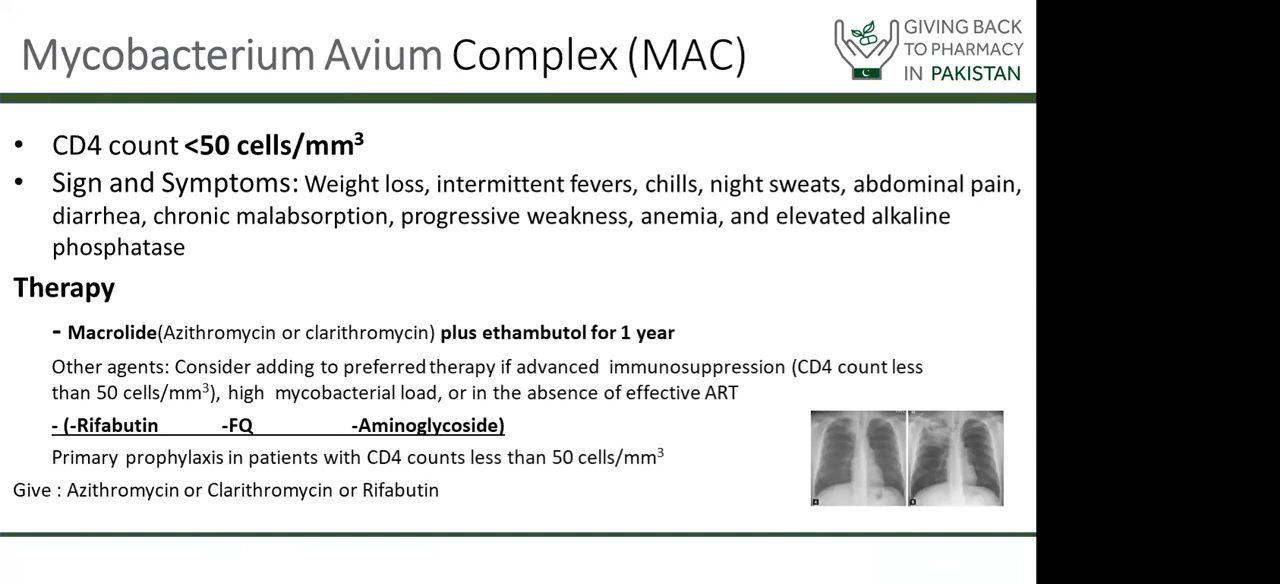 Mycobacterium Avium Complex (MAC)
GIVING BACK
TO PHARMACY
IN PAKISTAN
• CD4 count <50 cells/mm³
• Sign and Symptoms: Weight loss, intermittent fevers, chills, night sweats, abdominal pain,
diarrhea, chronic malabsorption, progressive weakness, anemia, and elevated alkaline
phosphatase
Therapy
- Macrolide(Azithromycin or clarithromycin) plus ethambutol for 1 year
Other agents: Consider adding to preferred therapy if advanced immunosuppression (CD4 count less
than 50 cells/mm³), high mycobacterial load, or in the absence of effective ART
- (-Rifabutin -FQ -Aminoglycoside)
Primary prophylaxis in patients with CD4 counts less than 50 cells/mm³
Give : Azithromycin or Clarithromycin or Rifabutin